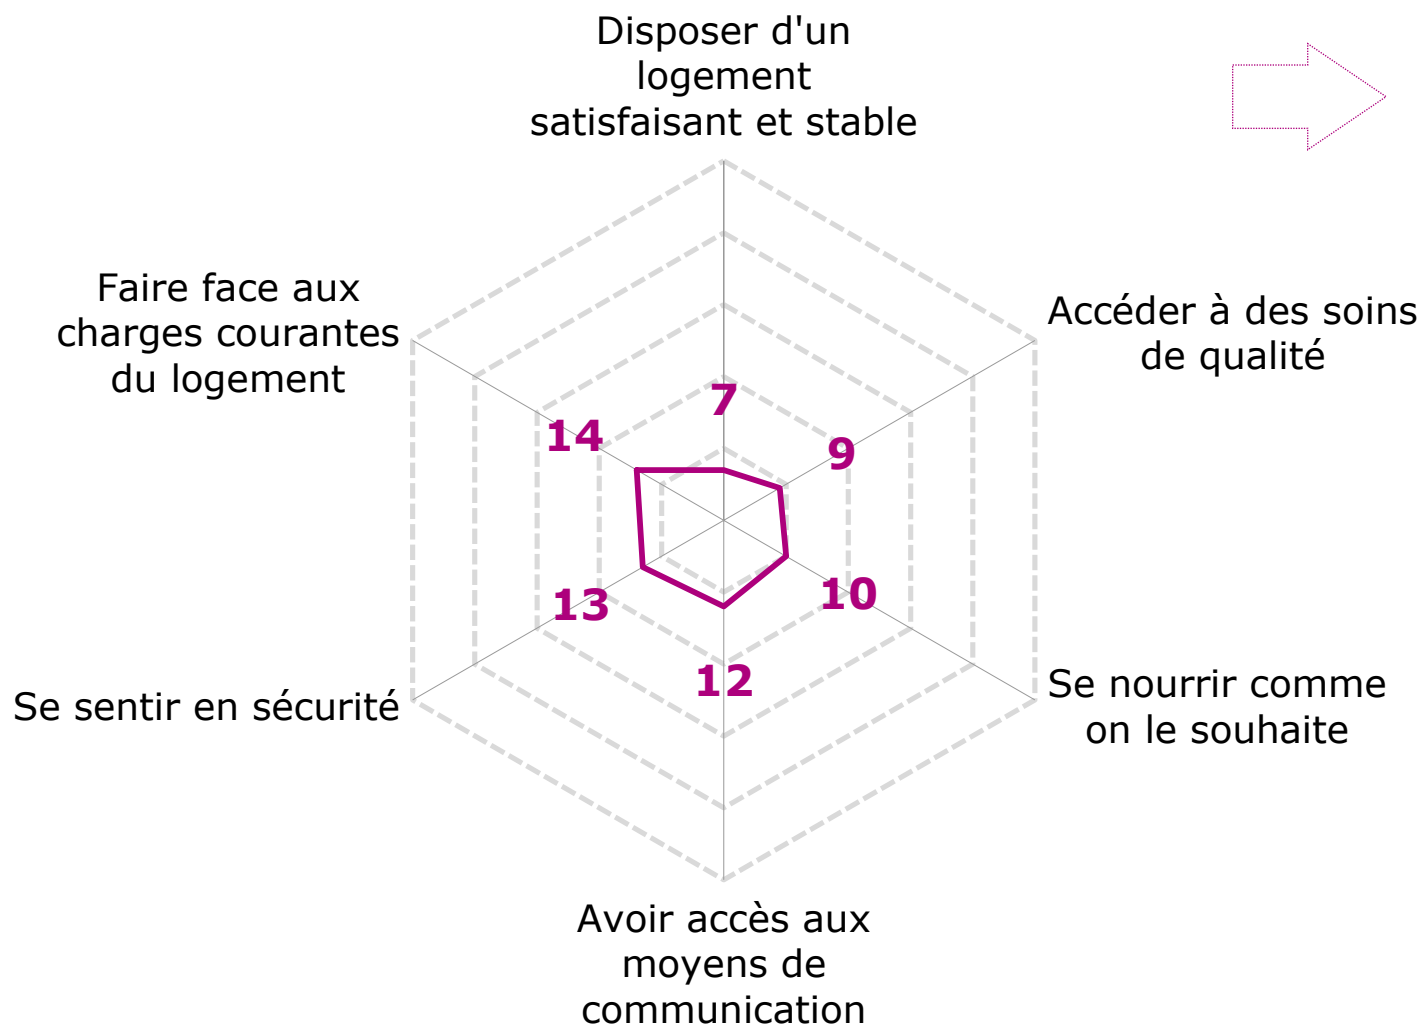 Disposer d'un
logement
satisfaisant et stable
Faire face aux
charges courantes
du logement
Accéder à des soins
de qualité
7
14
9
13
10
12
Se sentir en sécurité
Se nourrir comme
on le souhaite
Avoir accès aux
moyens de
communication